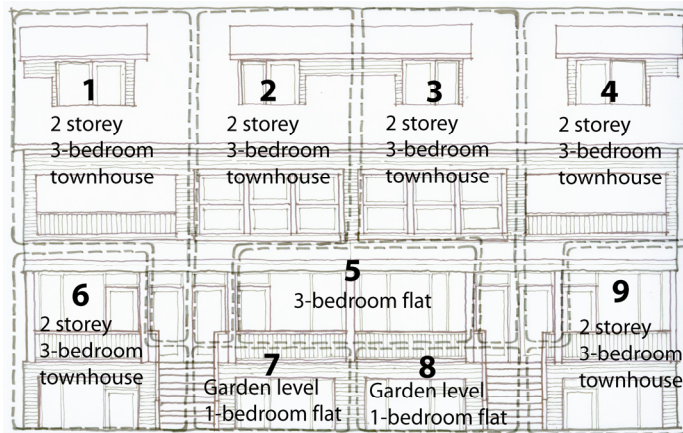 1
2 storey
3-bedroom
townhouse
2
2 storey
3-bedroom
townhouse
3
2 storey
3-bedroom
townhouse
4
2 storey
3-bedroom
townhouse
5
3-bedroom flat
6
2 storey
3-bedroom
townhouse
7
Garden level
1-bedroom flat
8
Garden level
1-bedroom flat
9
2 storey
3-bedroom
townhouse